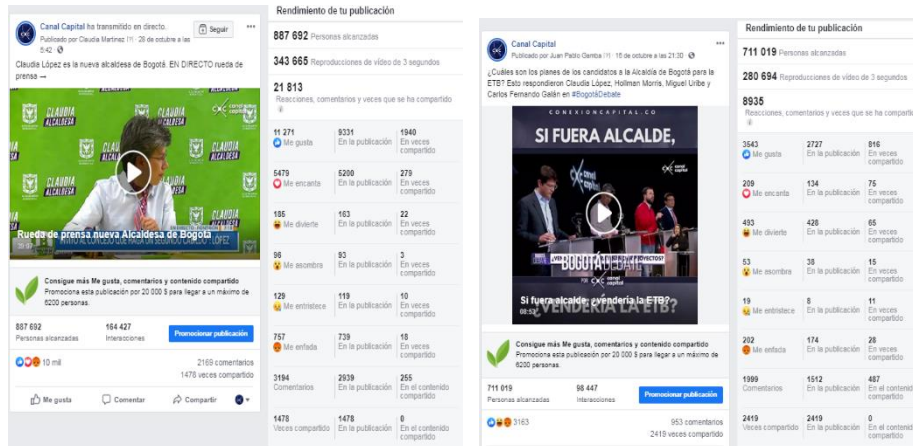 Canal Capital ha transmitido en directo.
Publicado por Claudia Martinez [?] · 28 de octubre a las
5:42 ·
Seguir
Claudia López es la nueva alcaldesa de Bogotá. EN DIRECTO rueda de
prensa →
CLAUDIA
ALCALDESA
canal
capital
Rueda de prensa nueva Alcaldesa de Bogotá
Consigue más Me gusta, comentarios y contenido compartido
Promociona esta publicación por 20 000 $ para llegar a un máximo de
6200 personas.
887 692
Personas alcanzadas
164 427
Interacciones
Promocionar publicación
10 mil
2169 comentarios
1478 veces compartido
Me gusta
Comentar
Compartir
Rendimiento de tu publicación
887 692 Personas alcanzadas
343 665 Reproducciones de vídeo de 3 segundos
21 813
Reacciones, comentarios y veces que se ha compartido
11 271 9331 1940
Me gusta En la publicación En veces compartido
5479 5200 279
Me encanta En la publicación En veces compartido
185 163 22
Me divierte En la publicación En veces compartido
96 93 3
Me asombra En la publicación En veces compartido
129 119 10
Me entristece En la publicación En veces compartido
757 739 18
Me enfada En la publicación En veces compartido
3194 2939 255
Comentarios En la publicación En el contenido compartido
1478 1478 0
Veces compartido En la publicación En el contenido compartido
Canal Capital
Publicado por Juan Pablo [?] · 16 de octubre a las 21:30 ·
¿Cuáles son los planes de los candidatos a la Alcaldía de Bogotá para la
ETB? Esto respondieron Claudia López, Hollman Morris, Miguel Uribe y
Carlos Fernando Galán en #BogotáDebate
CONEXIONCAPITAL.CO
SI FUERA ALCALDE,
canal
capital
BOGOTÁDEBATE
Si fuera alcalde, ¿vendería la ETB?
08:53
¿VENDERÍA LA ETB?
Consigue más Me gusta, comentarios y contenido compartido
Promociona esta publicación por 20 000 $ para llegar a un máximo de
6200 personas.
711 019
Personas alcanzadas
98 447
Interacciones
Promocionar publicación
3163
953 comentarios
2419 veces compartido
Rendimiento de tu publicación
711 019 Personas alcanzadas
280 694 Reproducciones de vídeo de 3 segundos
8935
Reacciones, comentarios y veces que se ha compartido
3543 2727 816
Me gusta En la publicación En veces compartido
209 134 75
Me encanta En la publicación En veces compartido
493 428 65
Me divierte En la publicación En veces compartido
53 38 15
Me asombra En la publicación En veces compartido
19 8 11
Me entristece En la publicación En veces compartido
202 174 28
Me enfada En la publicación En veces compartido
1999 1512 487
Comentarios En la publicación En el contenido compartido
2419 2419 0
Veces compartido En la publicación En el contenido compartido